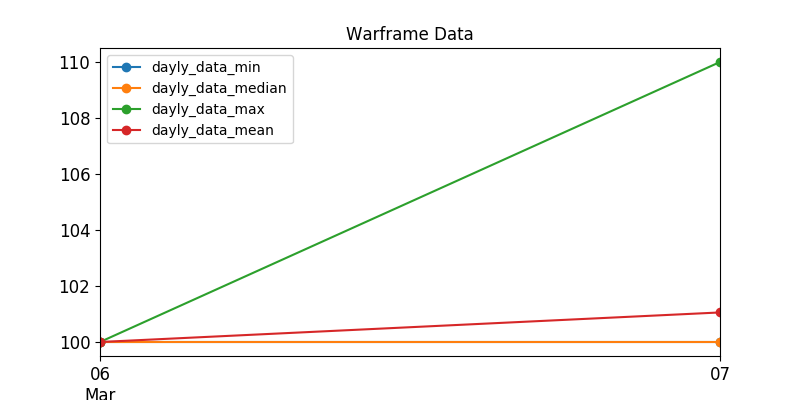 Warframe Data
dayly_data_min
dayly_data_median
dayly_data_max
dayly_data_mean
110
108
106
104
102
100
06
07
Mar